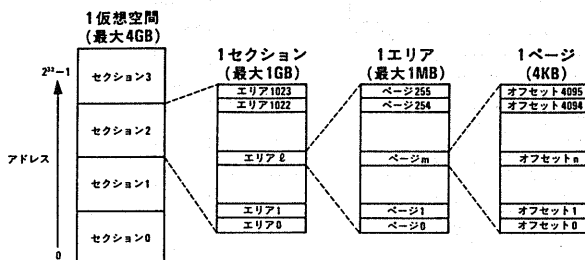 1仮想空間
(最大4GB)
2³²−1
アドレス
0
セクション3
セクション2
セクション1
セクション0
1セクション
(最大1GB)
エリア1023
エリア1022
エリアℓ
エリア1
エリア0
1エリア
(最大1MB)
ページ255
ページ254
ページm
ページ1
ページ0
1ページ
(4KB)
オフセット4095
オフセット4094
オフセットn
オフセット1
オフセット0